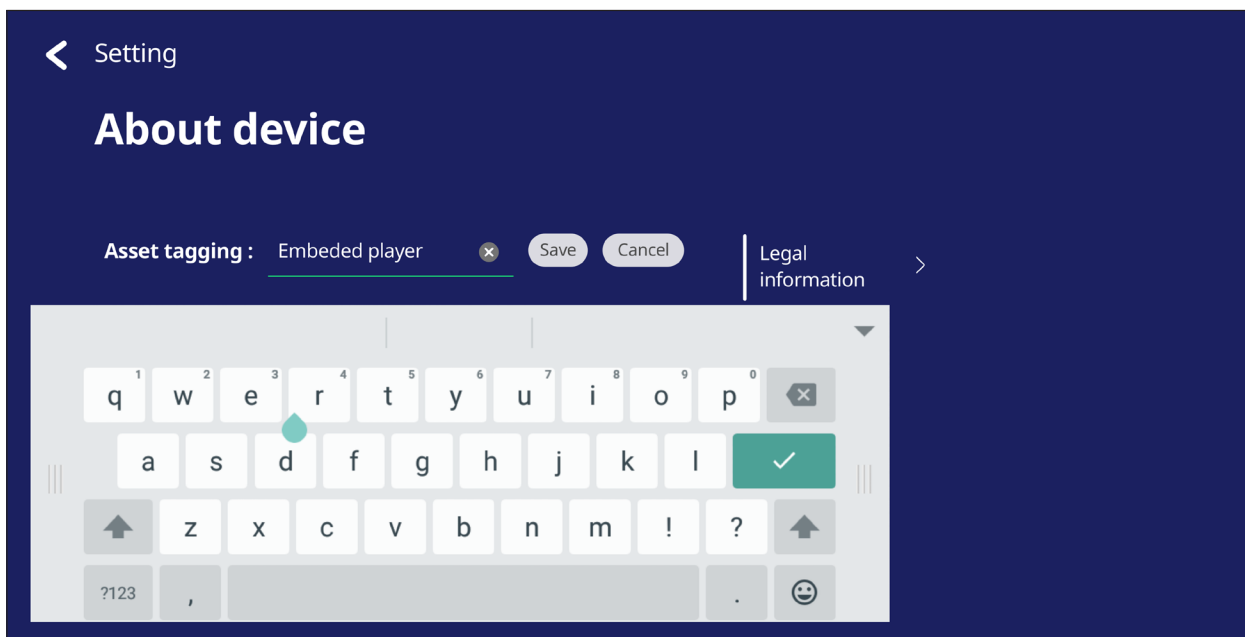 Setting
About device
Asset tagging : Embeded player Save Cancel
Legal
information
1 2 3 4 5 6 7 8 9 0
q w e r t y u i o p
a s d f g h j k l
z x c v b n m ! ?
?123 , .